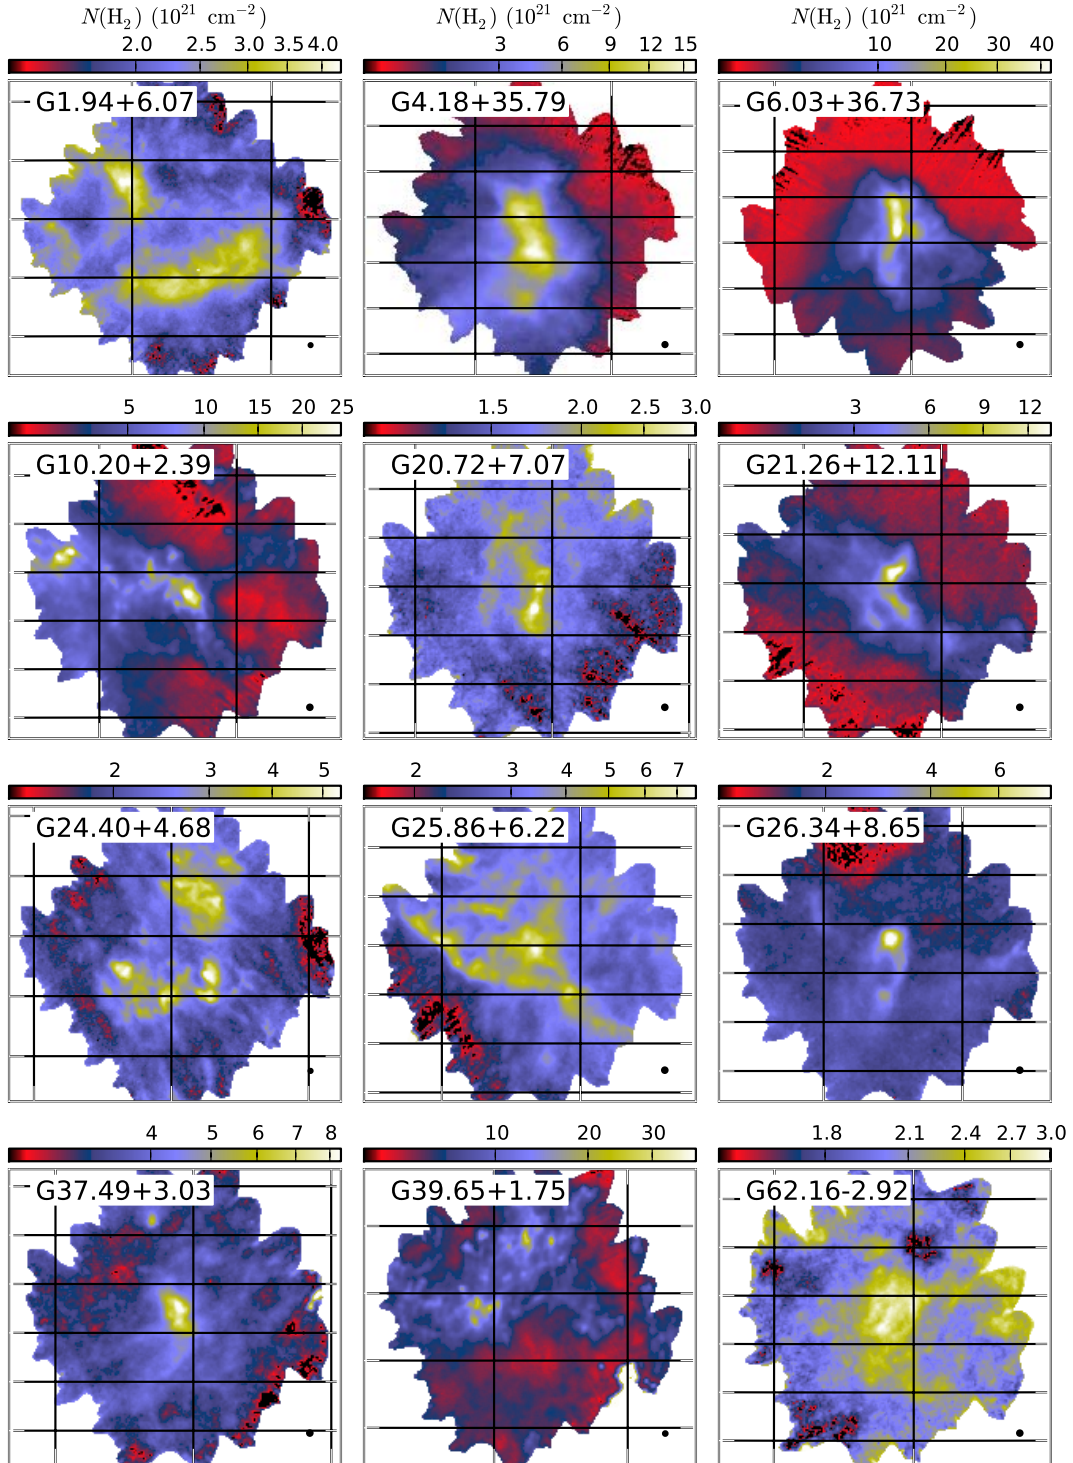 N(H₂) (10²¹ cm⁻²) N(H₂) (10²¹ cm⁻²) N(H₂) (10²¹ cm⁻²)
2.0 2.5 3.0 3.5 4.0 3 6 9 12 15 10 20 30 40
G1.94+6.07 G4.18+35.79 G6.03+36.73
5 10 15 20 25 1.5 2.0 2.5 3.0 3 6 9 12
G10.20+2.39 G20.72+7.07 G21.26+12.11
2 3 4 5 2 3 4 5 6 7 2 4 6
G24.40+4.68 G25.86+6.22 G26.34+8.65
4 5 6 7 8 10 20 30 1.8 2.1 2.4 2.7 3.0
G37.49+3.03 G39.65+1.75 G62.16-2.92